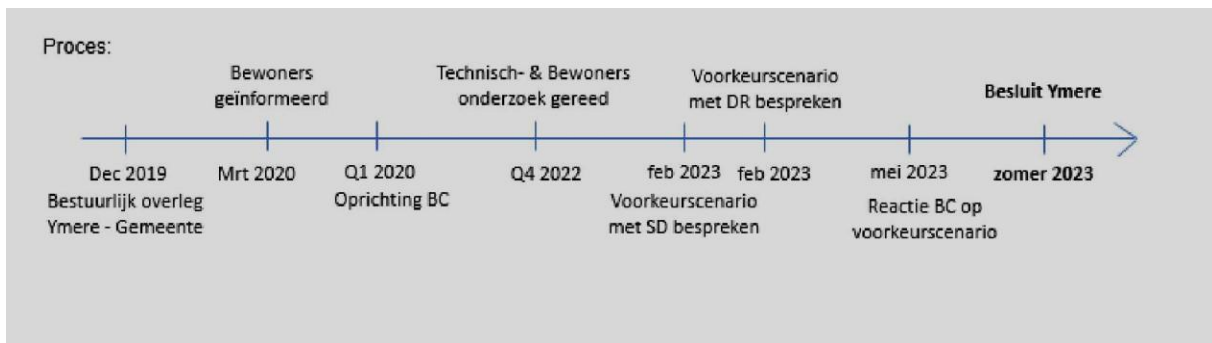 Proces:
Bewoners
geïnformeerd
Technisch- & Bewoners
onderzoek gereed
Voorkeurscenario
met DR bespreken
Besluit Ymere
Dec 2019
Mrt 2020
Q1 2020
Q4 2022
feb 2023
feb 2023
mei 2023
zomer 2023
Bestuurlijk overleg
Ymere - Gemeente
Oprichting BC
Voorkeurscenario
met SD bespreken
Reactie BC op
voorkeurscenario